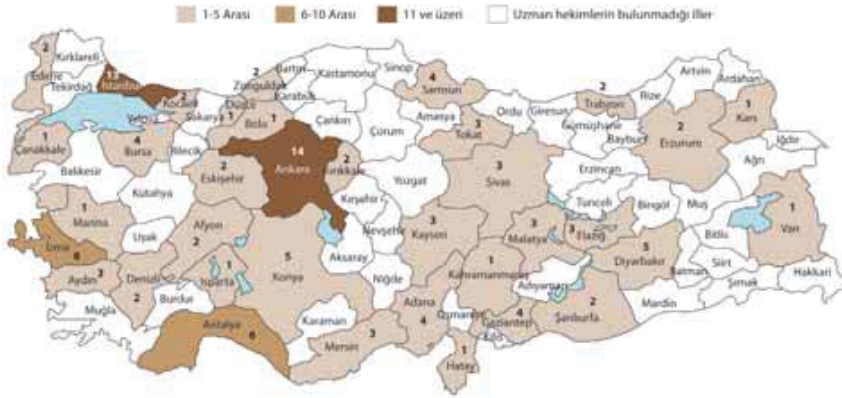 1-5 Arası
6-10 Arası
11 ve üzeri
Uzman hekimlerin bulunmadığı iller
2
Kırklareli
Edirne
Tekirdağ
13
İstanbul
2
Kocaeli
Yalova
Sakarya
1
Düzce
2
Zonguldak
Bartın
Karabük
Kastamonu
Sinop
4
Samsun
1
Bolu
Çankırı
Çorum
Amasya
3
Tokat
Ordu
Giresun
2
Trabzon
Rize
Artvin
Ardahan
1
Kars
Gümüşhane
Bayburt
2
Erzurum
Iğdır
Ağrı
1
Çanakkale
4
Bursa
Bilecik
2
Eskişehir
14
Ankara
2
Kırıkkale
Yozgat
3
Sivas
Erzincan
Tunceli
Bingöl
Muş
Balıkesir
Kütahya
Kırşehir
Nevşehir
3
Kayseri
3
Malatya
3
Elazığ
5
Diyarbakır
Bitlis
1
Van
1
Manisa
Uşak
Afyon
2
8
İzmir
3
Aydın
Denizli
2
1
Isparta
Burdur
5
Konya
Aksaray
Niğde
1
Kahramanmaraş
Adıyaman
Batman
Siirt
Şırnak
Hakkari
Mardin
2
Şanlıurfa
4
Gaziantep
Kilis
Osmaniye
Adana
4
1
Hatay
3
Mersin
Karaman
Antalya
6
Muğla